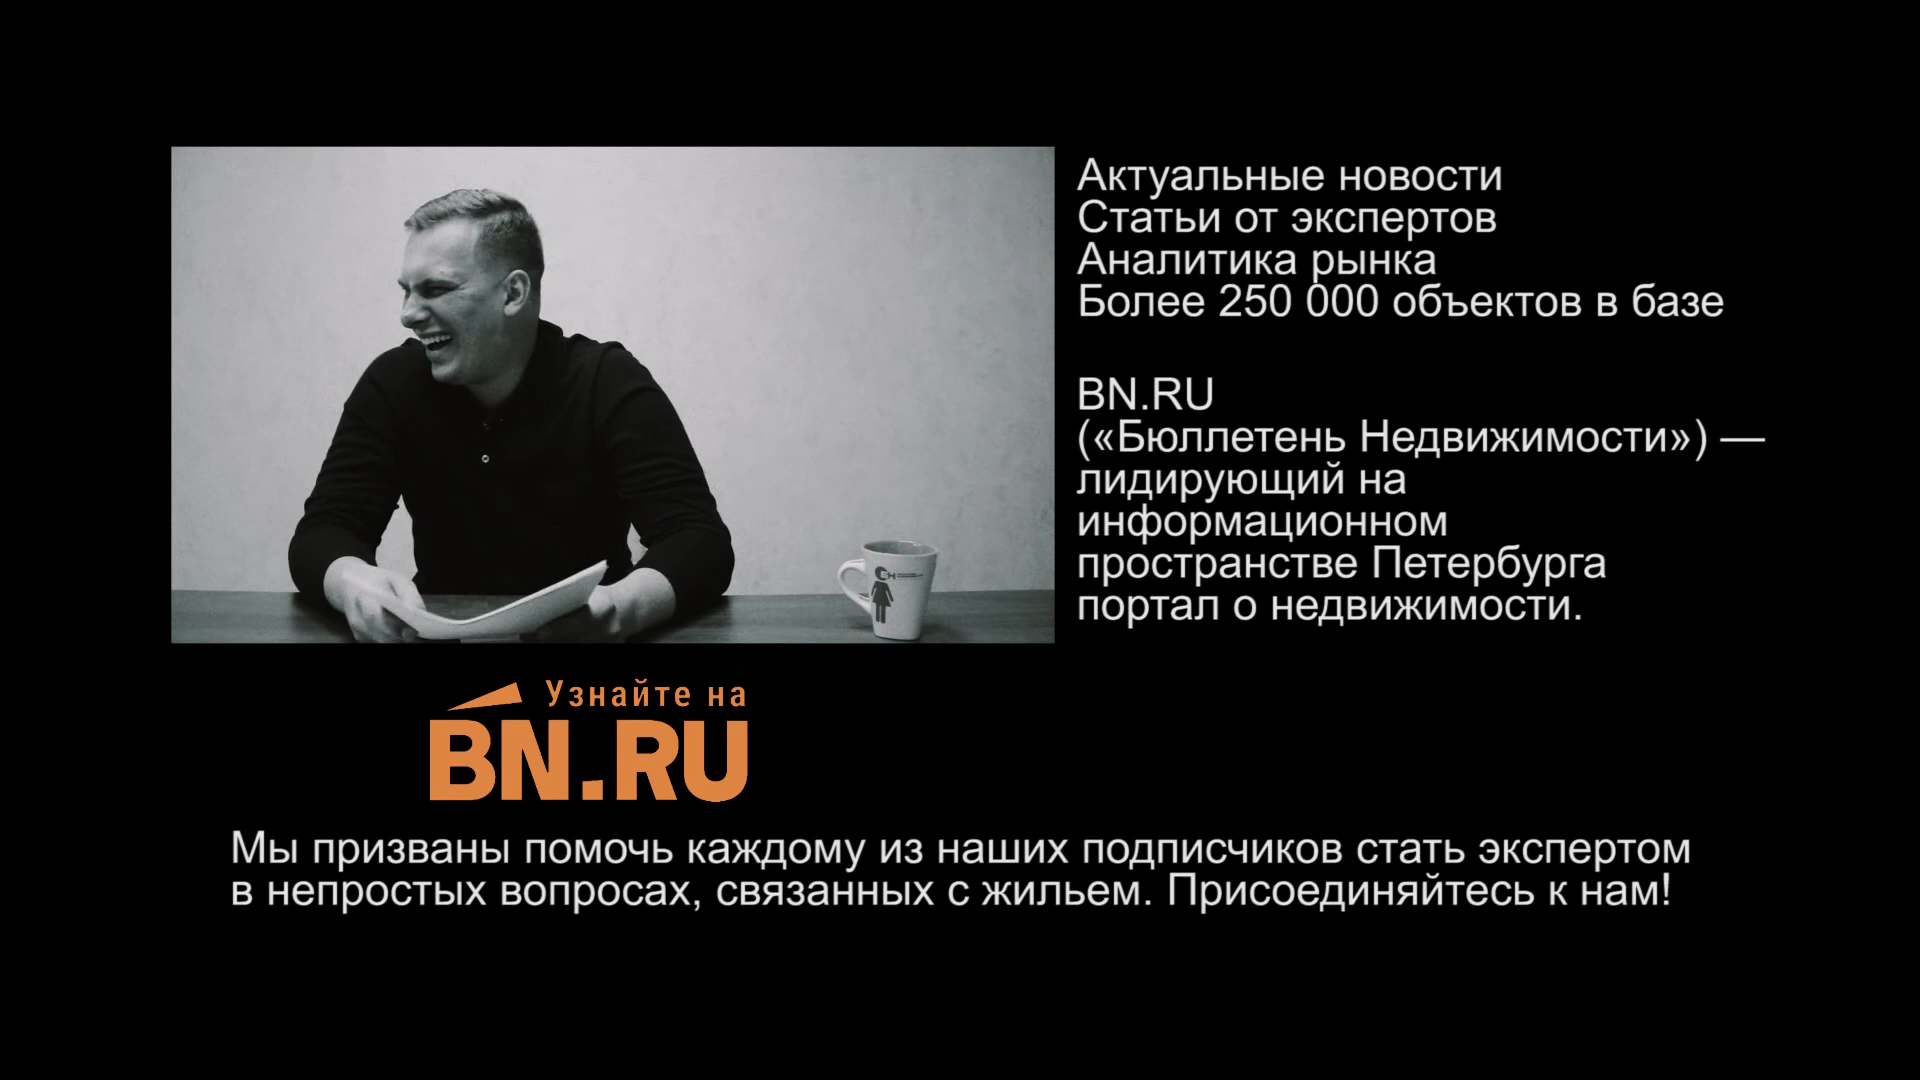 Актуальные новости
Статьи от экспертов
Аналитика рынка
Более 250 000 объектов в базе
BN.RU
(«Бюллетень Недвижимости») —
лидирующий на
информационном
пространстве Петербурга
портал о недвижимости.
Узнайте на
BN.RU
Мы призваны помочь каждому из наших подписчиков стать экспертом
в непростых вопросах, связанных с жильем. Присоединяйтесь к нам!